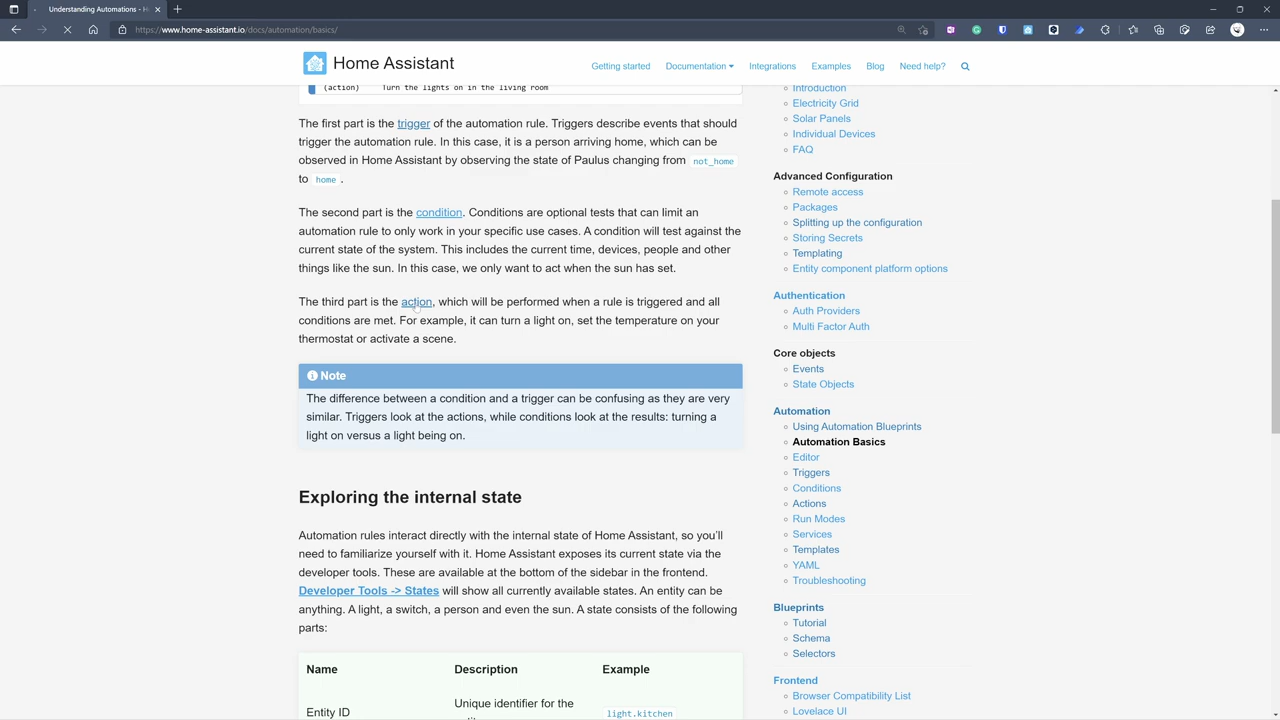 Understanding Automations - H
https://www.home-assistant.io/docs/automation/basics/
Home Assistant
Getting started
Documentation
Integrations
Examples
Blog
Need help?
(action) Turn the lights on in the living room
The first part is the trigger of the automation rule. Triggers describe events that should
trigger the automation rule. In this case, it is a person arriving home, which can be
observed in Home Assistant by observing the state of Paulus changing from not_home
to home .
The second part is the condition. Conditions are optional tests that can limit an
automation rule to only work in your specific use cases. A condition will test against the
current state of the system. This includes the current time, devices, people and other
things like the sun. In this case, we only want to act when the sun has set.
The third part is the action, which will be performed when a rule is triggered and all
conditions are met. For example, it can turn a light on, set the temperature on your
thermostat or activate a scene.
Note
The difference between a condition and a trigger can be confusing as they are very
similar. Triggers look at the actions, while conditions look at the results: turning a
light on versus a light being on.
Exploring the internal state
Automation rules interact directly with the internal state of Home Assistant, so you'll
need to familiarize yourself with it. Home Assistant exposes its current state via the
developer tools. These are available at the bottom of the sidebar in the frontend.
Developer Tools -> States will show all currently available states. An entity can be
anything. A light, a switch, a person and even the sun. A state consists of the following
parts:
Name Description Example
Unique identifier for the
Entity ID light.kitchen
Introduction
Electricity Grid
Solar Panels
Individual Devices
FAQ
Advanced Configuration
Remote access
Packages
Splitting up the configuration
Storing Secrets
Templating
Entity component platform options
Authentication
Auth Providers
Multi Factor Auth
Core objects
Events
State Objects
Automation
Using Automation Blueprints
Automation Basics
Editor
Triggers
Conditions
Actions
Run Modes
Services
Templates
YAML
Troubleshooting
Blueprints
Tutorial
Schema
Selectors
Frontend
Browser Compatibility List
Lovelace UI